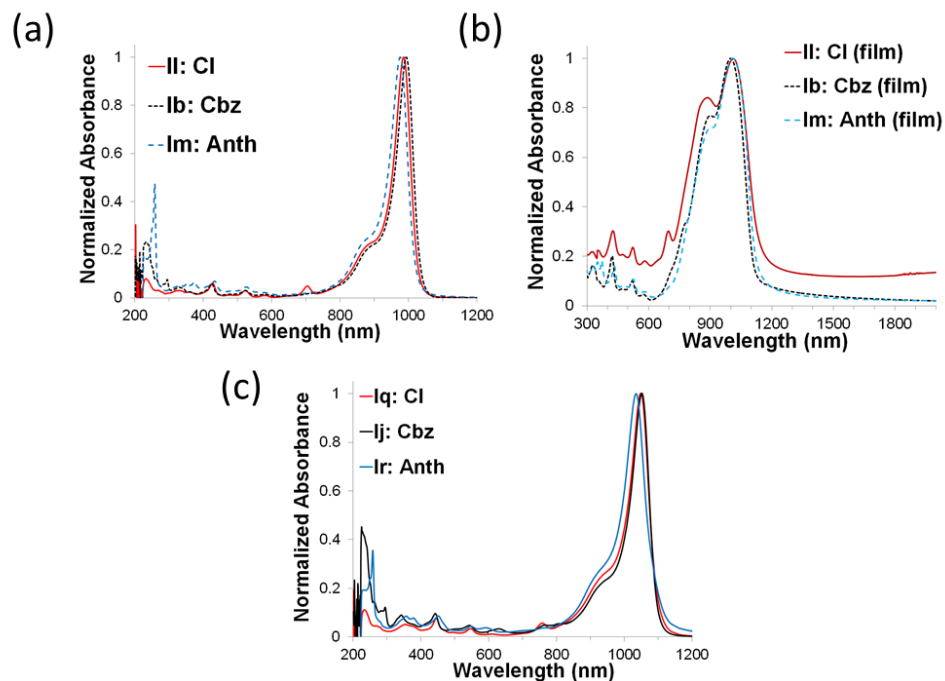 (a)
Normalized Absorbance
1
0.8
0.6
0.4
0.2
0
Il: Cl
Ib: Cbz
Im: Anth
200 400 600 800 1000 1200
Wavelength (nm)
(b)
Normalized Absorbance
1
0.8
0.6
0.4
0.2
0
Il: Cl (film)
Ib: Cbz (film)
Im: Anth (film)
300 600 900 1200 1500 1800
Wavelength (nm)
(c)
Normalized Absorbance
1
0.8
0.6
0.4
0.2
0
Iq: Cl
Ij: Cbz
Ir: Anth
200 400 600 800 1000 1200
Wavelength (nm)